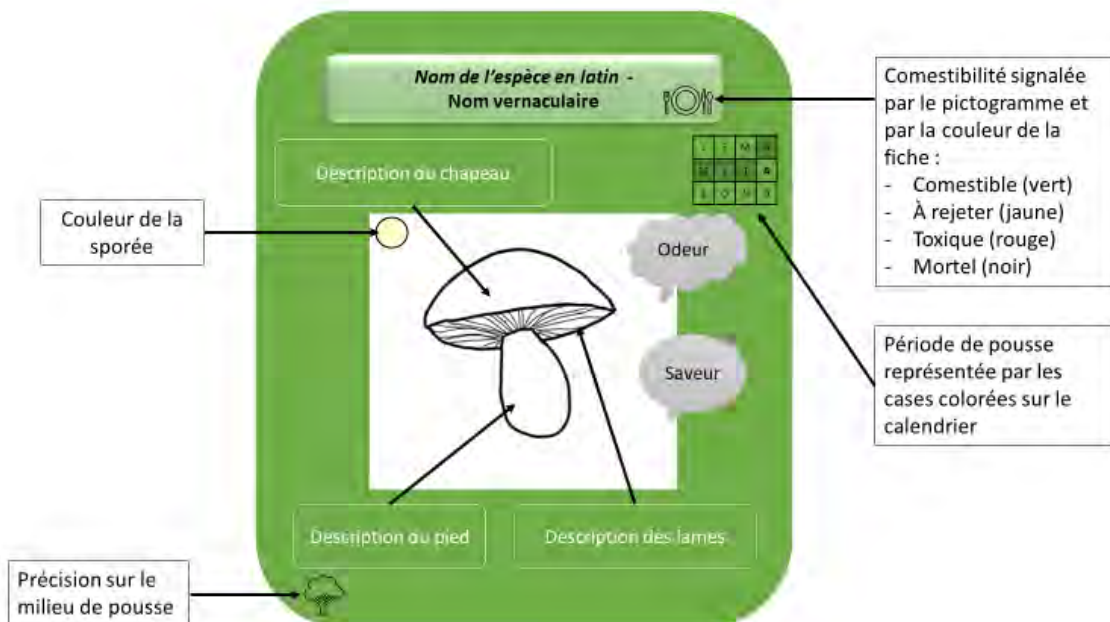 Nom de l'espèce en latin -
Nom vernaculaire
Comestibilité signalée
par le pictogramme et
par la couleur de la
fiche :
- Comestible (vert)
- À rejeter (jaune)
- Toxique (rouge)
- Mortel (noir)
Description du chapeau
Couleur de la
sporée
Odeur
Saveur
Période de pousse
représentée par les
cases colorées sur le
calendrier
Description du pied
Description des lames
Précision sur le
milieu de pousse